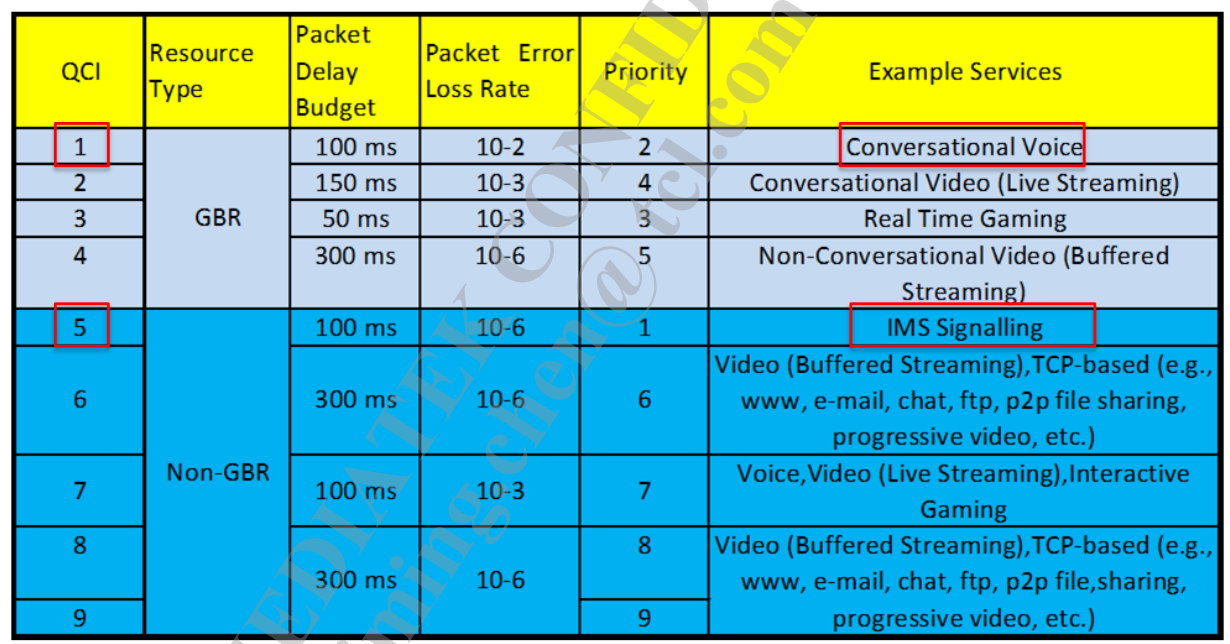 QCI
Resource
Type
Packet
Delay
Budget
Packet Error
Loss Rate
Priority
Example Services
1
GBR
100 ms
10-2
2
Conversational Voice
2
150 ms
10-3
4
Conversational Video (Live Streaming)
3
50 ms
10-3
3
Real Time Gaming
4
300 ms
10-6
5
Non-Conversational Video (Buffered
Streaming)
5
Non-GBR
100 ms
10-6
1
IMS Signalling
6
300 ms
10-6
6
Video (Buffered Streaming),TCP-based (e.g.,
www, e-mail, chat, ftp, p2p file sharing,
progressive video, etc.)
7
100 ms
10-3
7
Voice,Video (Live Streaming),Interactive
Gaming
8
300 ms
10-6
8
Video (Buffered Streaming),TCP-based (e.g.,
www, e-mail, chat, ftp, p2p file,sharing,
progressive video, etc.)
9
9